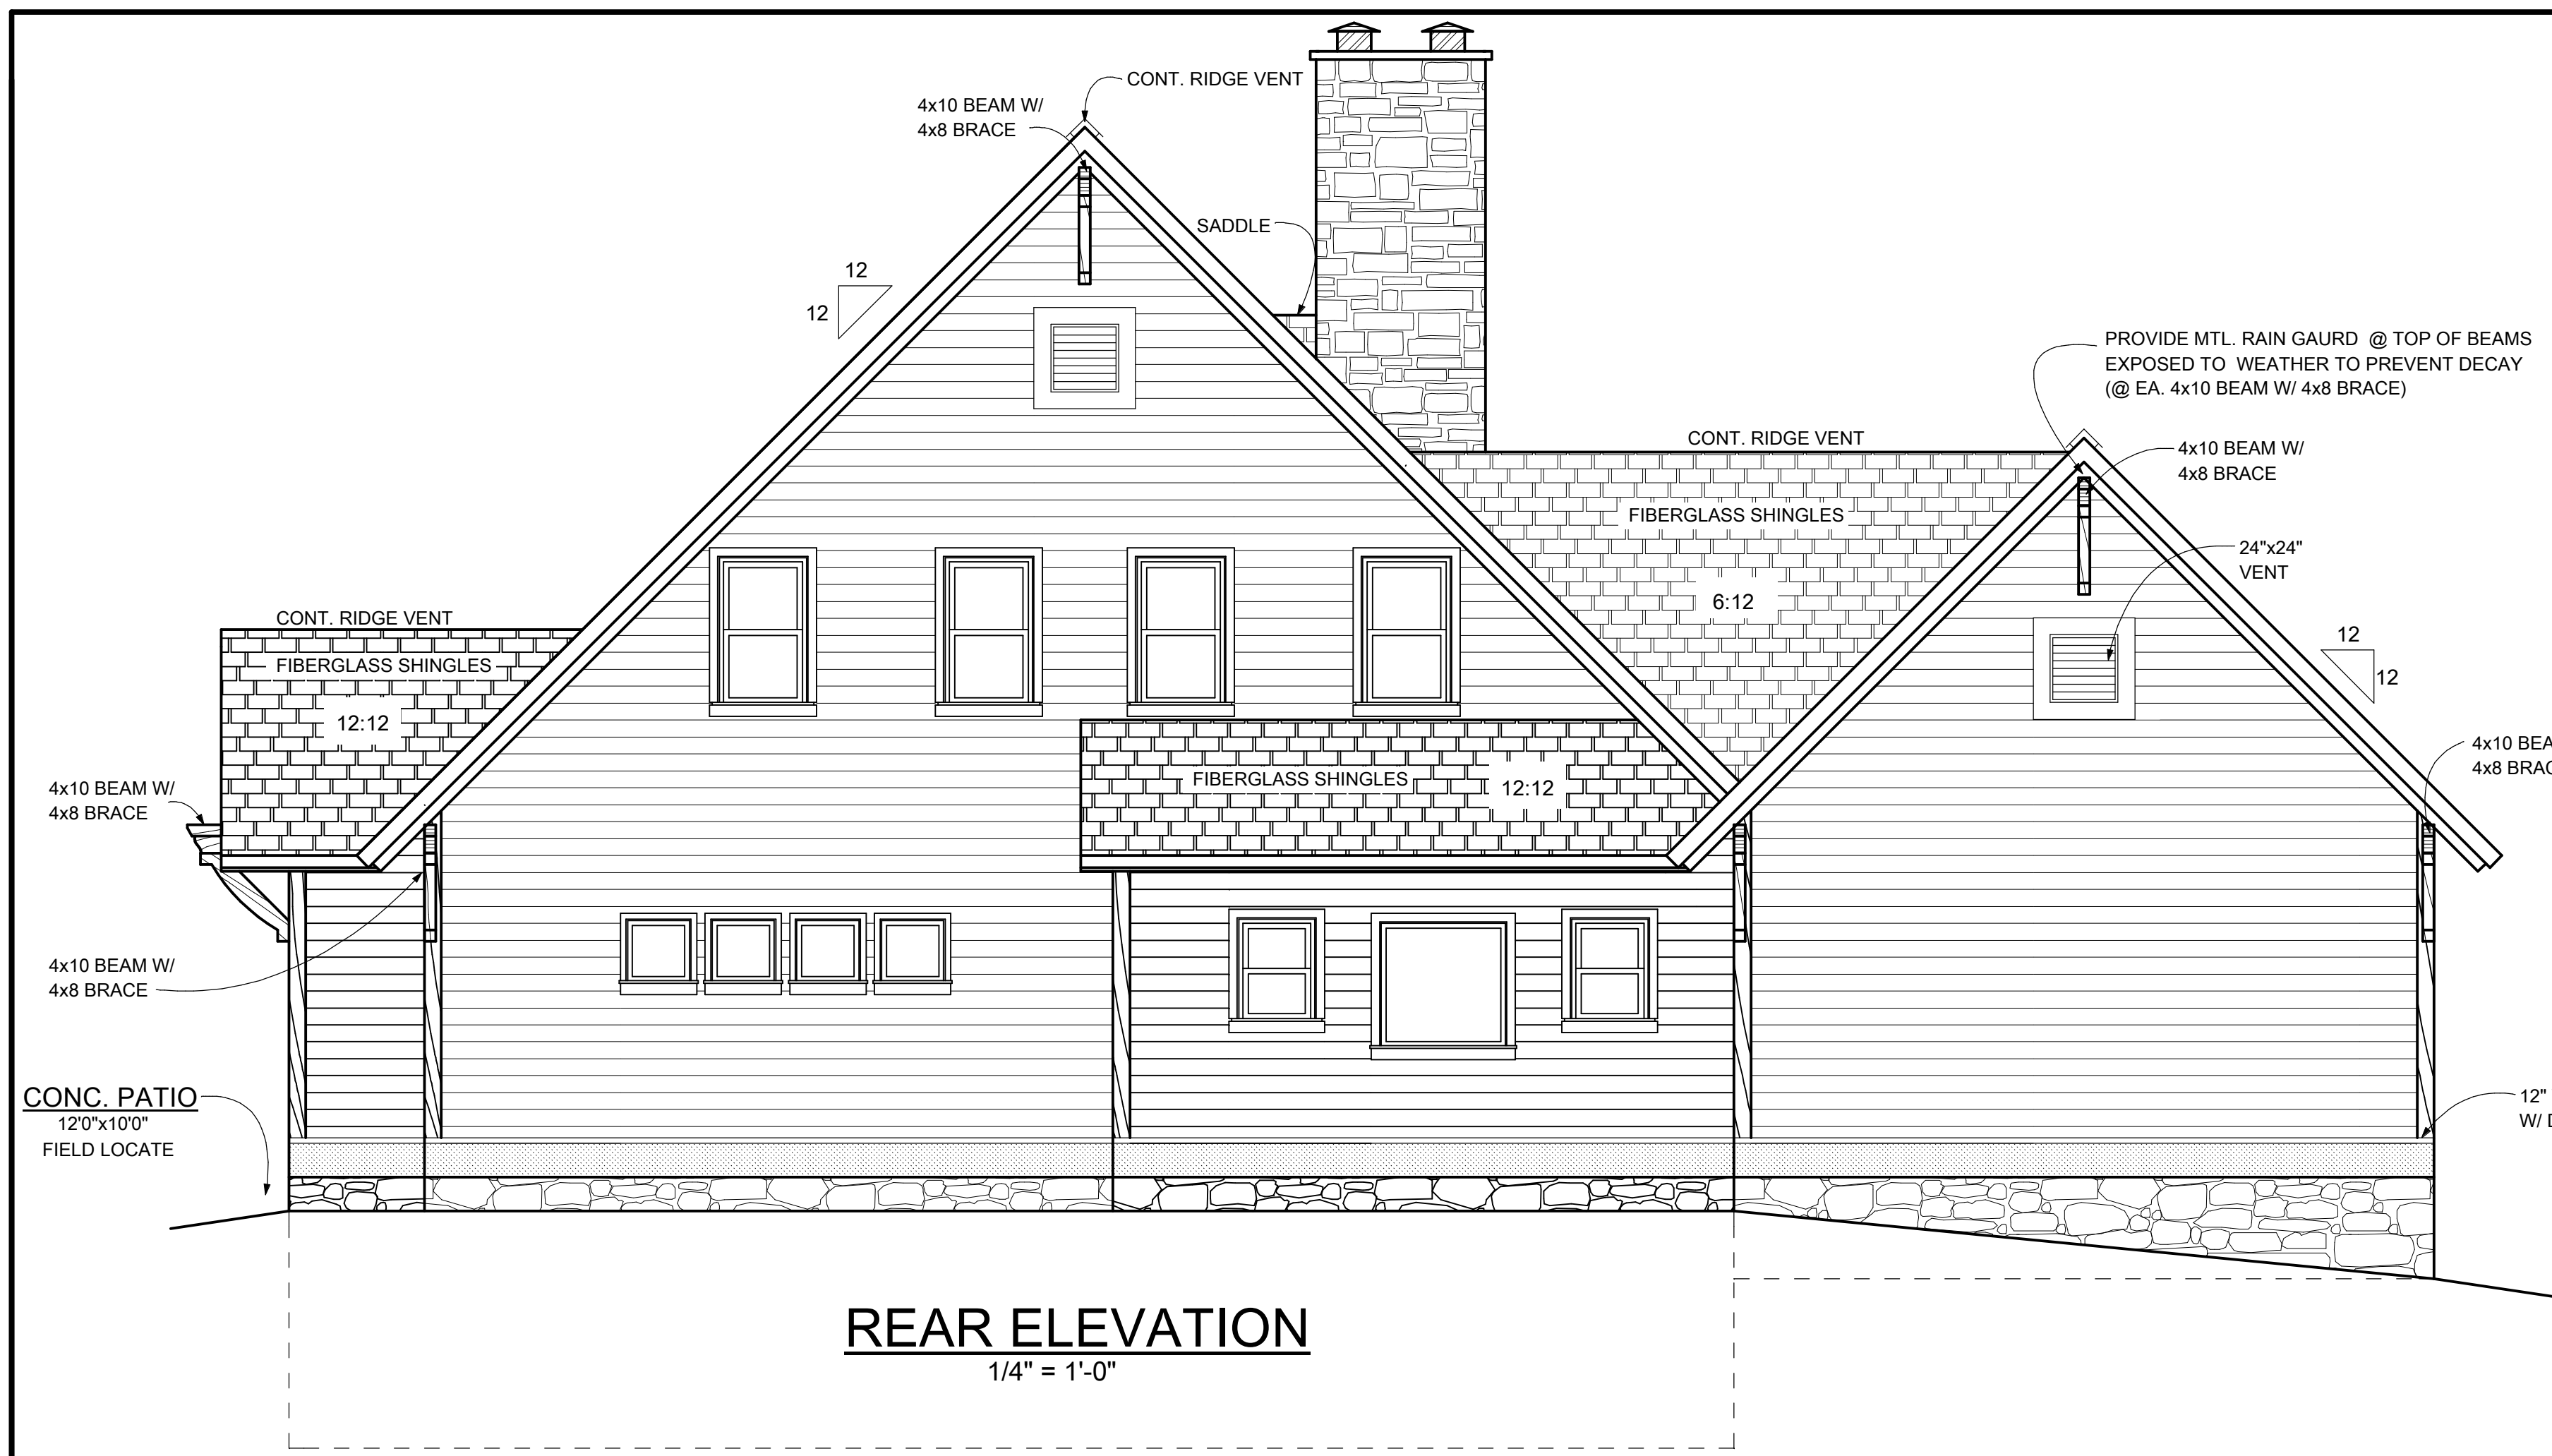 CONT. RIDGE VENT
4x10 BEAM W/
4x8 BRACE
SADDLE
12
12
PROVIDE MTL. RAIN GAURD @ TOP OF BEAMS
EXPOSED TO WEATHER TO PREVENT DECAY
(@ EA. 4x10 BEAM W/ 4x8 BRACE)
CONT. RIDGE VENT
4x10 BEAM W/
4x8 BRACE
FIBERGLASS SHINGLES
24"x24"
VENT
6:12
CONT. RIDGE VENT
12
12
FIBERGLASS SHINGLES
12:12
4x10 BEA
4x8 BRAC
FIBERGLASS SHINGLES
12:12
4x10 BEAM W/
4x8 BRACE
4x10 BEAM W/
4x8 BRACE
CONC. PATIO
12'0"x10'0"
FIELD LOCATE
12"
W/ D
REAR ELEVATION
1/4" = 1'-0"